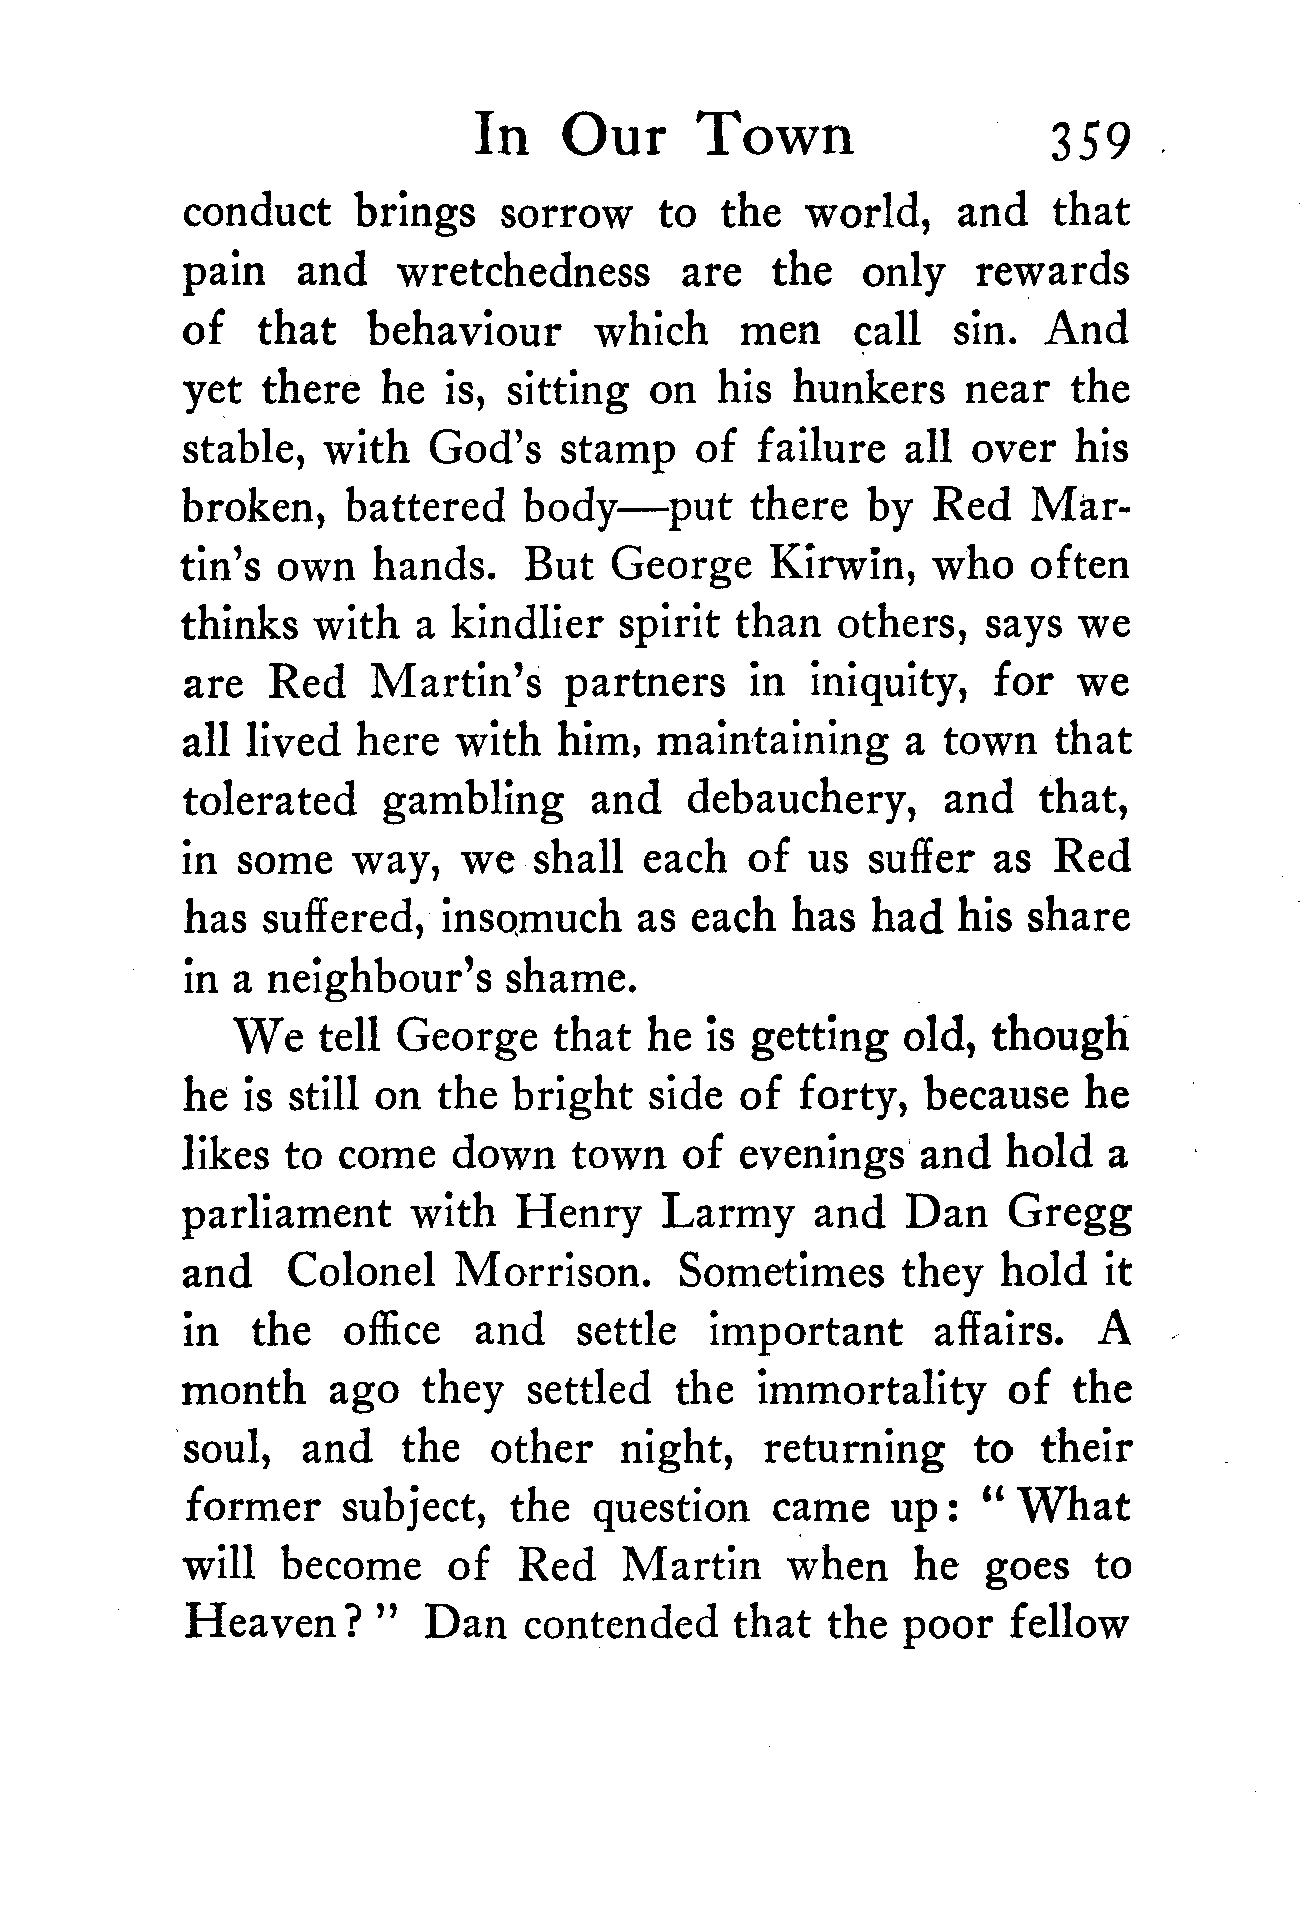 In Our Town 359
conduct brings sorrow to the world, and that
pain and wretchedness are the only rewards
of that behaviour which men call sin. And
yet there he is, sitting on his hunkers near the
stable, with God's stamp of failure all over his
broken, battered body—put there by Red Mar-
tin's own hands. But George Kirwin, who often
thinks with a kindlier spirit than others, says we
are Red Martin's partners in iniquity, for we
all lived here with him, maintaining a town that
tolerated gambling and debauchery, and that,
in some way, we shall each of us suffer as Red
has suffered, insomuch as each has had his share
in a neighbour's shame.
We tell George that he is getting old, though
he is still on the bright side of forty, because he
likes to come down town of evenings and hold a
parliament with Henry Larmy and Dan Gregg
and Colonel Morrison. Sometimes they hold it
in the office and settle important affairs. A
month ago they settled the immortality of the
soul, and the other night, returning to their
former subject, the question came up: "What
will become of Red Martin when he goes to
Heaven?" Dan contended that the poor fellow